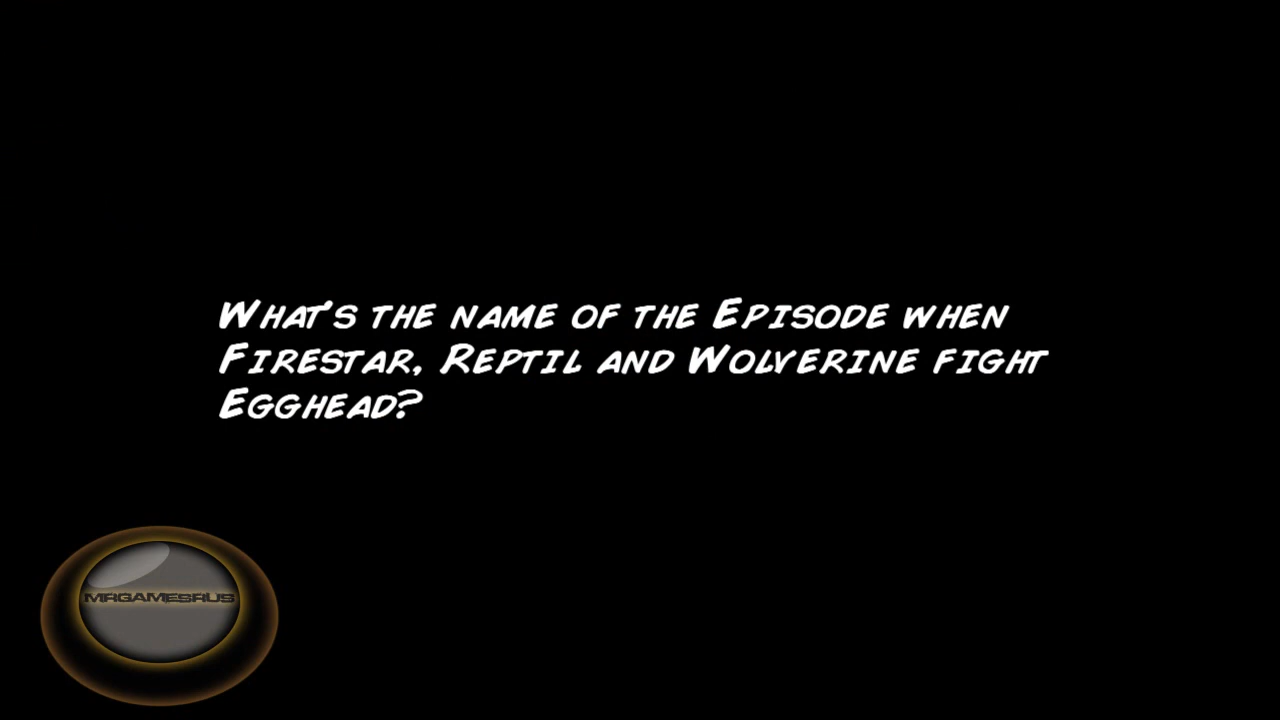 What's the name of the Episode when
Firestar, Reptil and Wolverine fight
Egghead?
MRGAMESRUS